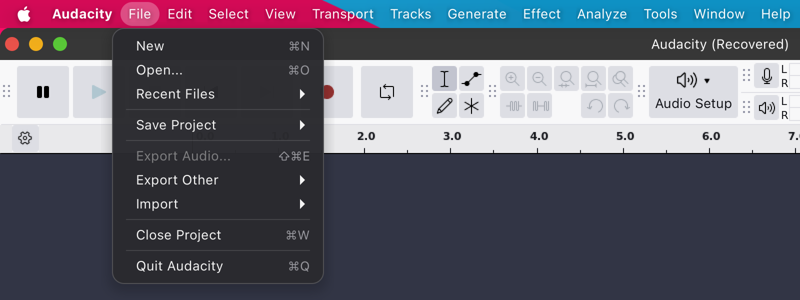 Audacity File Edit Select View Transport Tracks Generate Effect Analyze Tools Window Help
Audacity (Recovered)
New ⌘N
Open... ⌘O
Recent Files
Save Project
Export Audio... ⇧⌘E
Export Other
Import
Close Project ⌘W
Quit Audacity ⌘Q
Audio Setup
L
R
L
R
2.0 3.0 4.0 5.0 6.0 7.0